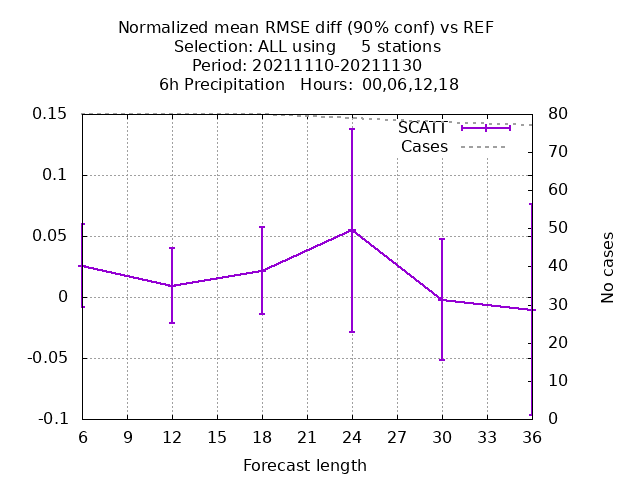 Normalized mean RMSE diff (90% conf) vs REF
Selection: ALL using     5 stations
Period: 20211110-20211130
6h Precipitation   Hours:  00,06,12,18
0.15
0.1
0.05
0
-0.05
-0.1
SCATT
Cases
80
70
60
50
40
30
20
10
0
No cases
6 9 12 15 18 21 24 27 30 33 36
Forecast length